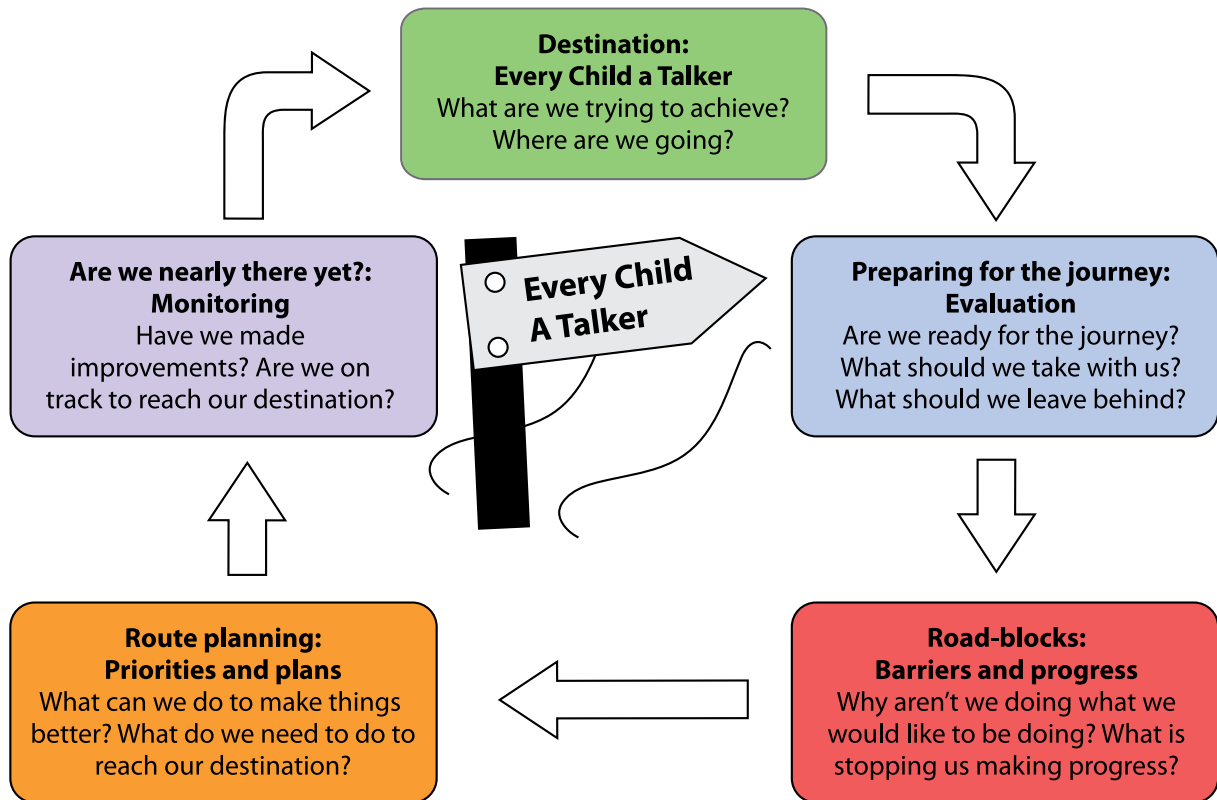 Destination:
Every Child a Talker
What are we trying to achieve?
Where are we going?
Preparing for the journey:
Evaluation
Are we ready for the journey?
What should we take with us?
What should we leave behind?
Road-blocks:
Barriers and progress
Why aren’t we doing what we
would like to be doing? What is
stopping us making progress?
Route planning:
Priorities and plans
What can we do to make things
better? What do we need to do to
reach our destination?
Are we nearly there yet?:
Monitoring
Have we made
improvements? Are we on
track to reach our destination?
Every Child
A Talker